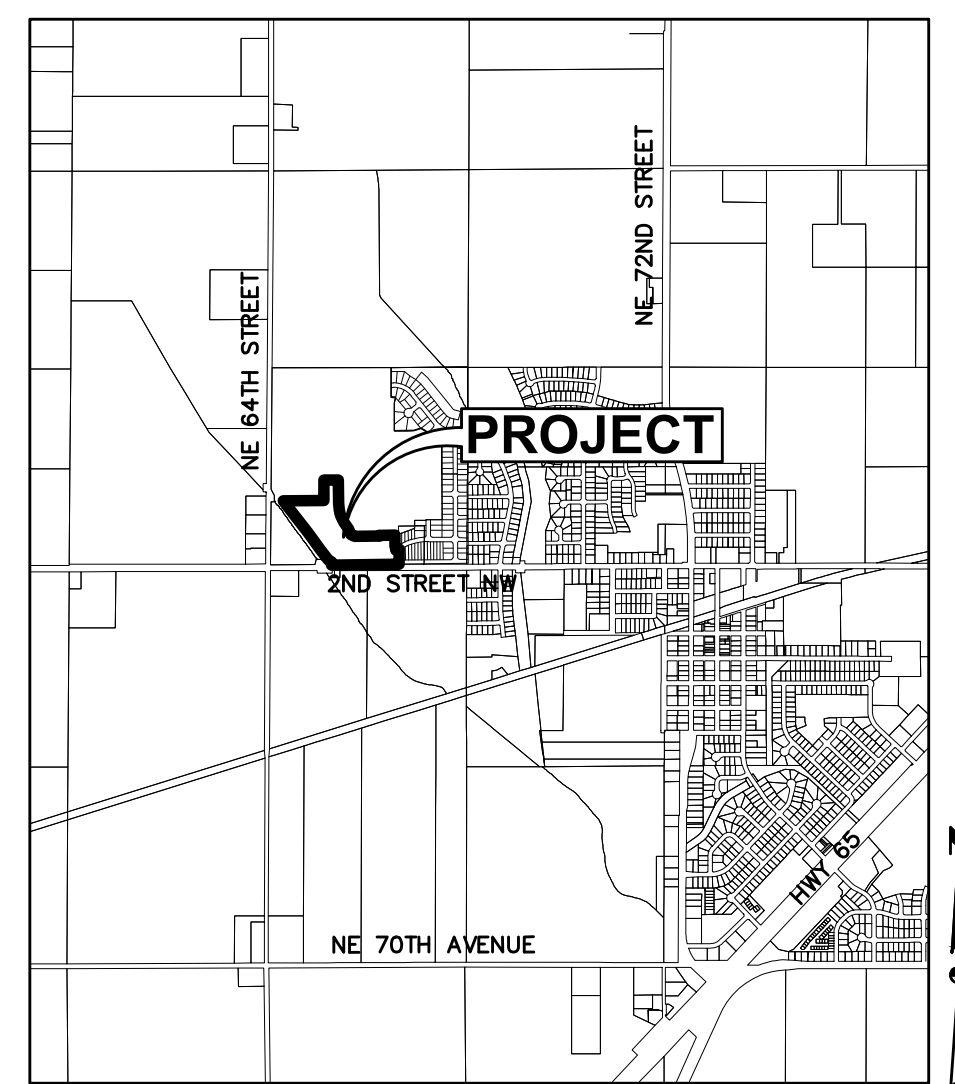 NE 72ND STREET
NE 64TH STREET
PROJECT
2ND STREET NW
HWY 65
NE 70TH AVENUE